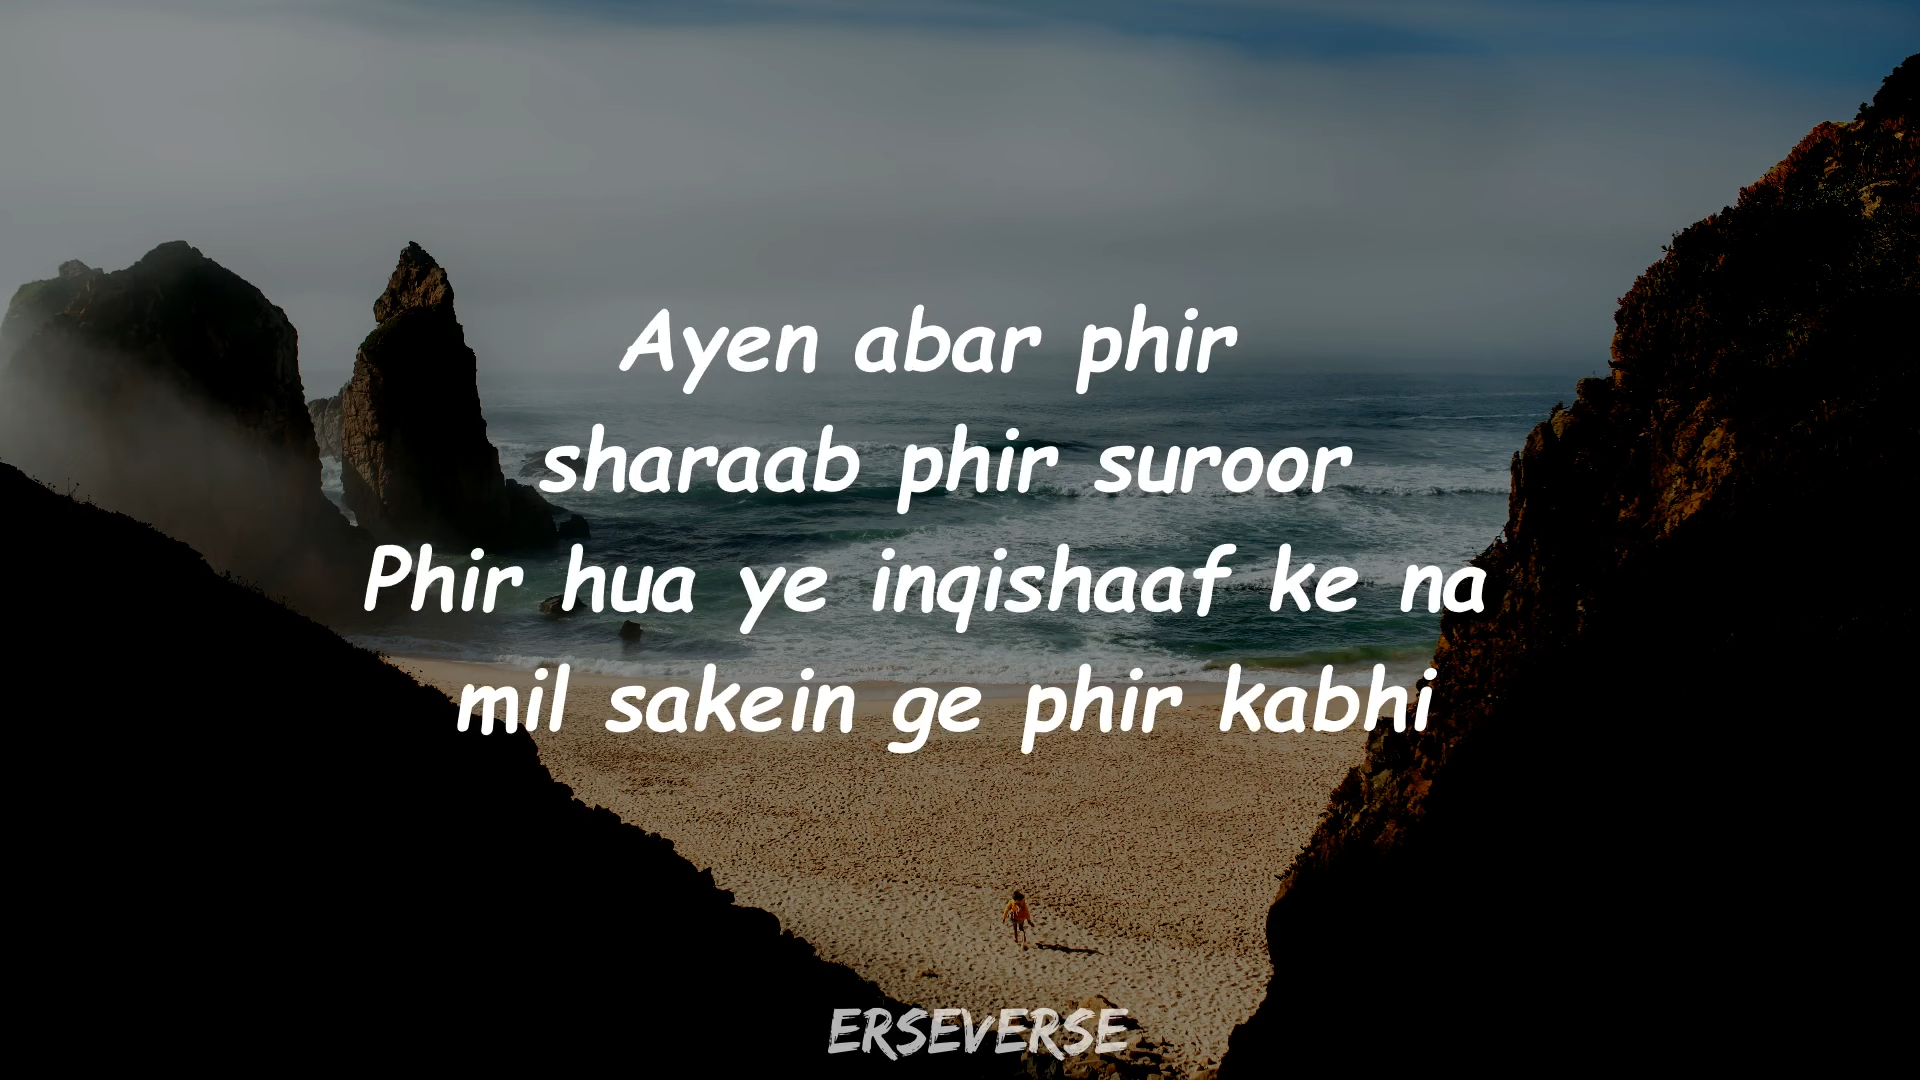 Ayen abar phir
sharaab phir suroor
Phir hua ye inqishaaf ke na
mil sakein ge phir kabhi
ERSEVERSE